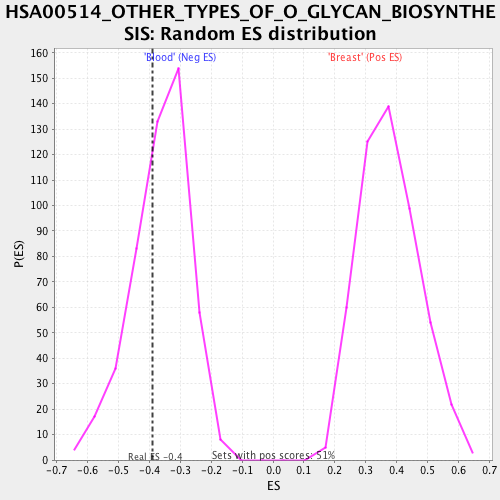 HSA00514_OTHER_TYPES_OF_O_GLYCAN_BIOSYNTHE
SIS: Random ES distribution
'Blood' (Neg ES)
'Breast' (Pos ES)
160
150
140
130
120
110
100
90
80
70
60
50
40
30
20
10
0
P(ES)
Real ES -0.4
Sets with pos scores: 51%
-0.7 -0.6 -0.5 -0.4 -0.3 -0.2 -0.1 0.0 0.1 0.2 0.3 0.4 0.5 0.6 0.7
ES